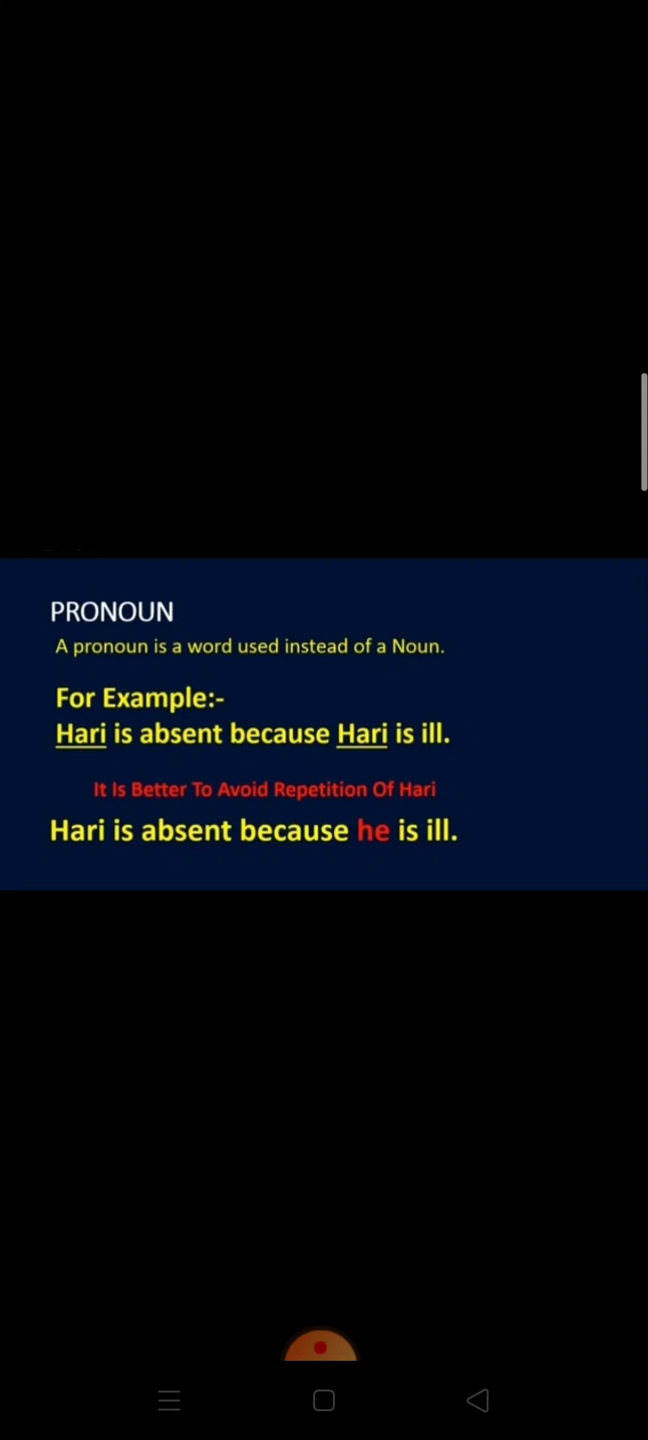 PRONOUN
A pronoun is a word used instead of a Noun.
For Example:-
Hari is absent because Hari is ill.
It Is Better To Avoid Repetition Of Hari
Hari is absent because he is ill.